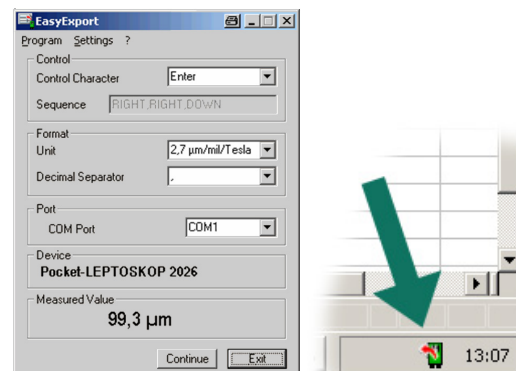 EasyExport
Program Settings ?
Control
Control Character Enter
Sequence RIGHT,RIGHT,DOWN
Format
Unit 2,7 µm/mil/Tesla
Decimal Separator ,
Port
COM Port COM1
Device
Pocket-LEPTOSKOP 2026
Measured Value
99,3 µm
Continue Exit
13:07